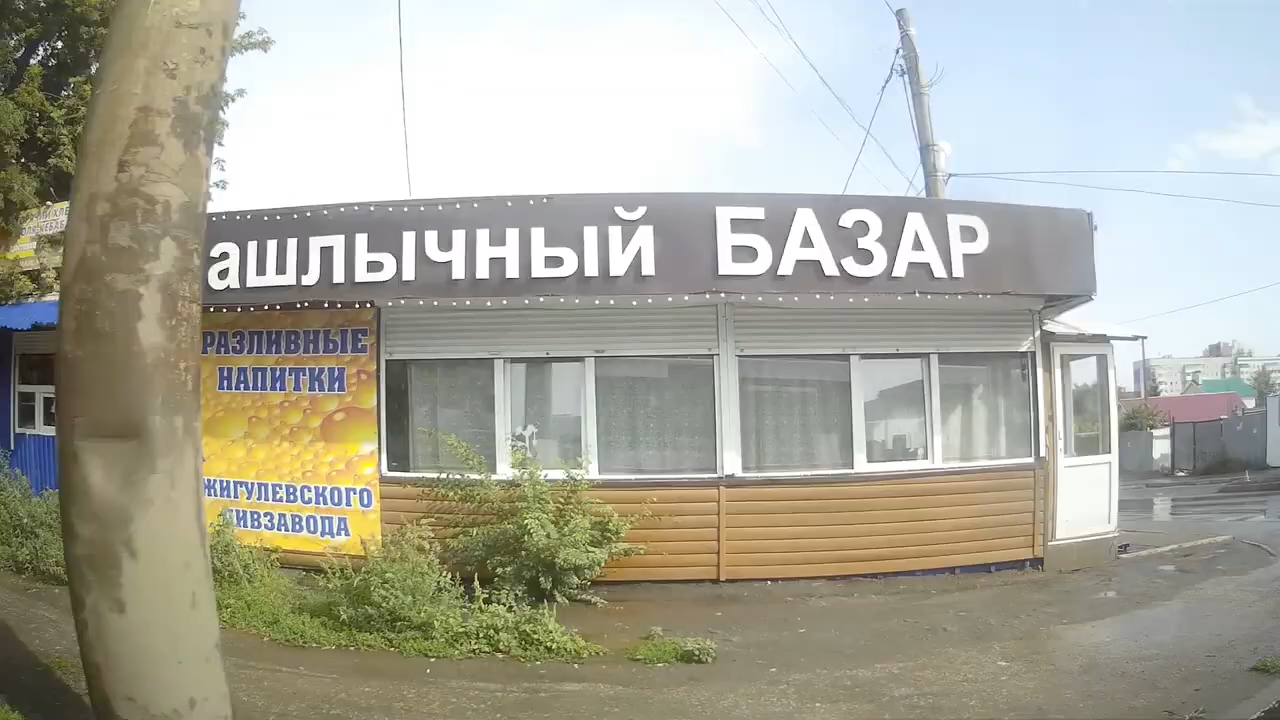 ашлычный БАЗАР
РАЗЛИВНЫЕ
НАПИТКИ
ЖИГУЛЕВСКОГО
ИВЗАВОДА